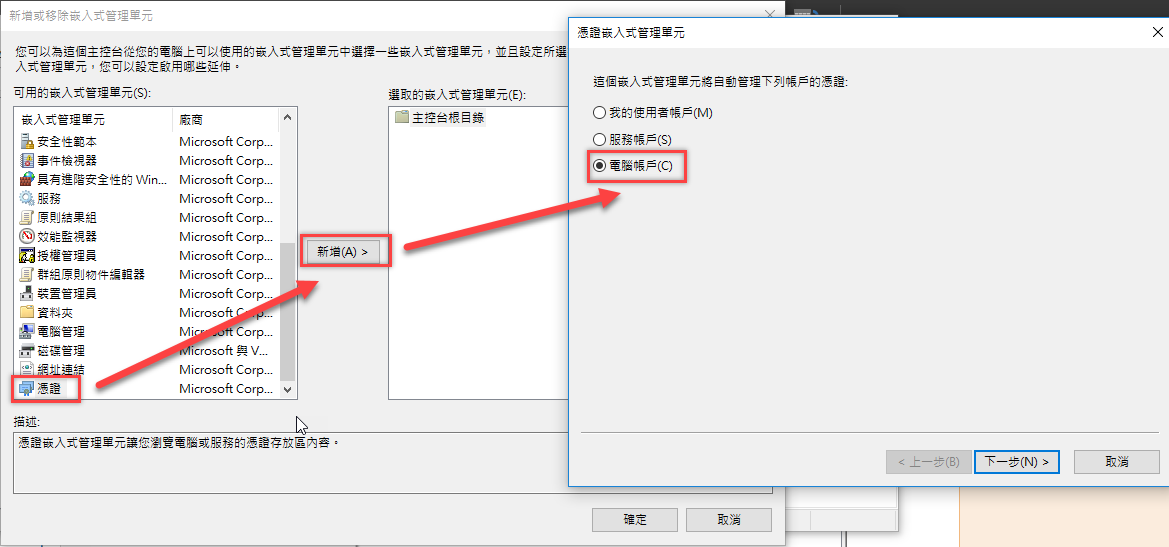 新增或移除嵌入式管理單元
您可以為這個主控台從您的電腦上可以使用的嵌入式管理單元中選擇一些嵌入式管理單元，並且設定所選
入式管理單元，您可以設定啟用哪些延伸。
可用的嵌入式管理單元(S):
嵌入式管理單元 廠商
安全性範本 Microsoft Corp...
事件檢視器 Microsoft Corp...
具有進階安全性的 Win... Microsoft Corp...
服務 Microsoft Corp...
原則結果組 Microsoft Corp...
效能監視器 Microsoft Corp...
授權管理員 Microsoft Corp...
群組原則物件編輯器 Microsoft Corp...
裝置管理員 Microsoft Corp...
資料夾 Microsoft Corp...
電腦管理 Microsoft Corp...
磁碟管理 Microsoft 與 V...
網址連結 Microsoft Corp...
憑證 Microsoft Corp...
新增(A) >
選取的嵌入式管理單元(E):
主控台根目錄
描述:
憑證嵌入式管理單元讓您瀏覽電腦或服務的憑證存放區內容。
確定
取消
憑證嵌入式管理單元
這個嵌入式管理單元將自動管理下列帳戶的憑證:
我的使用者帳戶(M)
服務帳戶(S)
電腦帳戶(C)
< 上一步(B)
下一步(N) >
取消